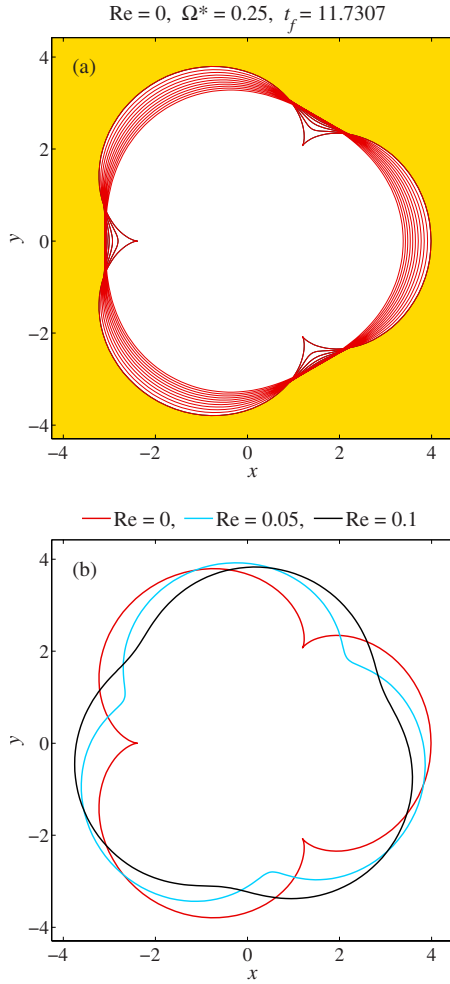 Re = 0, Ω* = 0.25, t_f = 11.7307
(a)
4
2
0
−2
−4
y
−4 −2 0 2 4
x
Re = 0, Re = 0.05, Re = 0.1
(b)
4
2
0
−2
−4
y
−4 −2 0 2 4
x